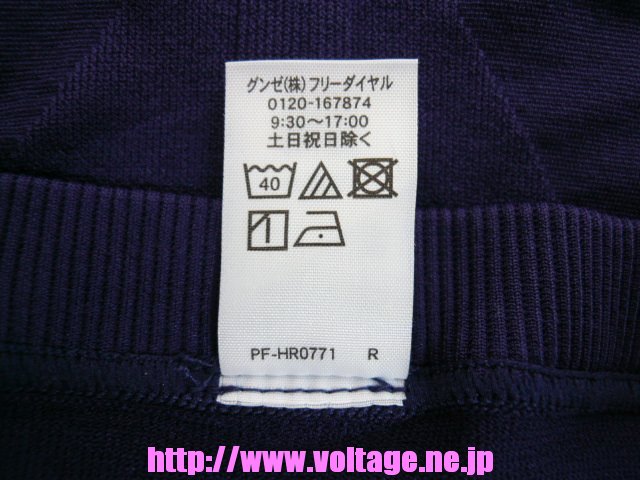 グンゼ(株)フリーダイヤル
0120-167874
9:30～17:00
土日祝日除く
40
PF-HR0771 R
http://www.voltage.ne.jp